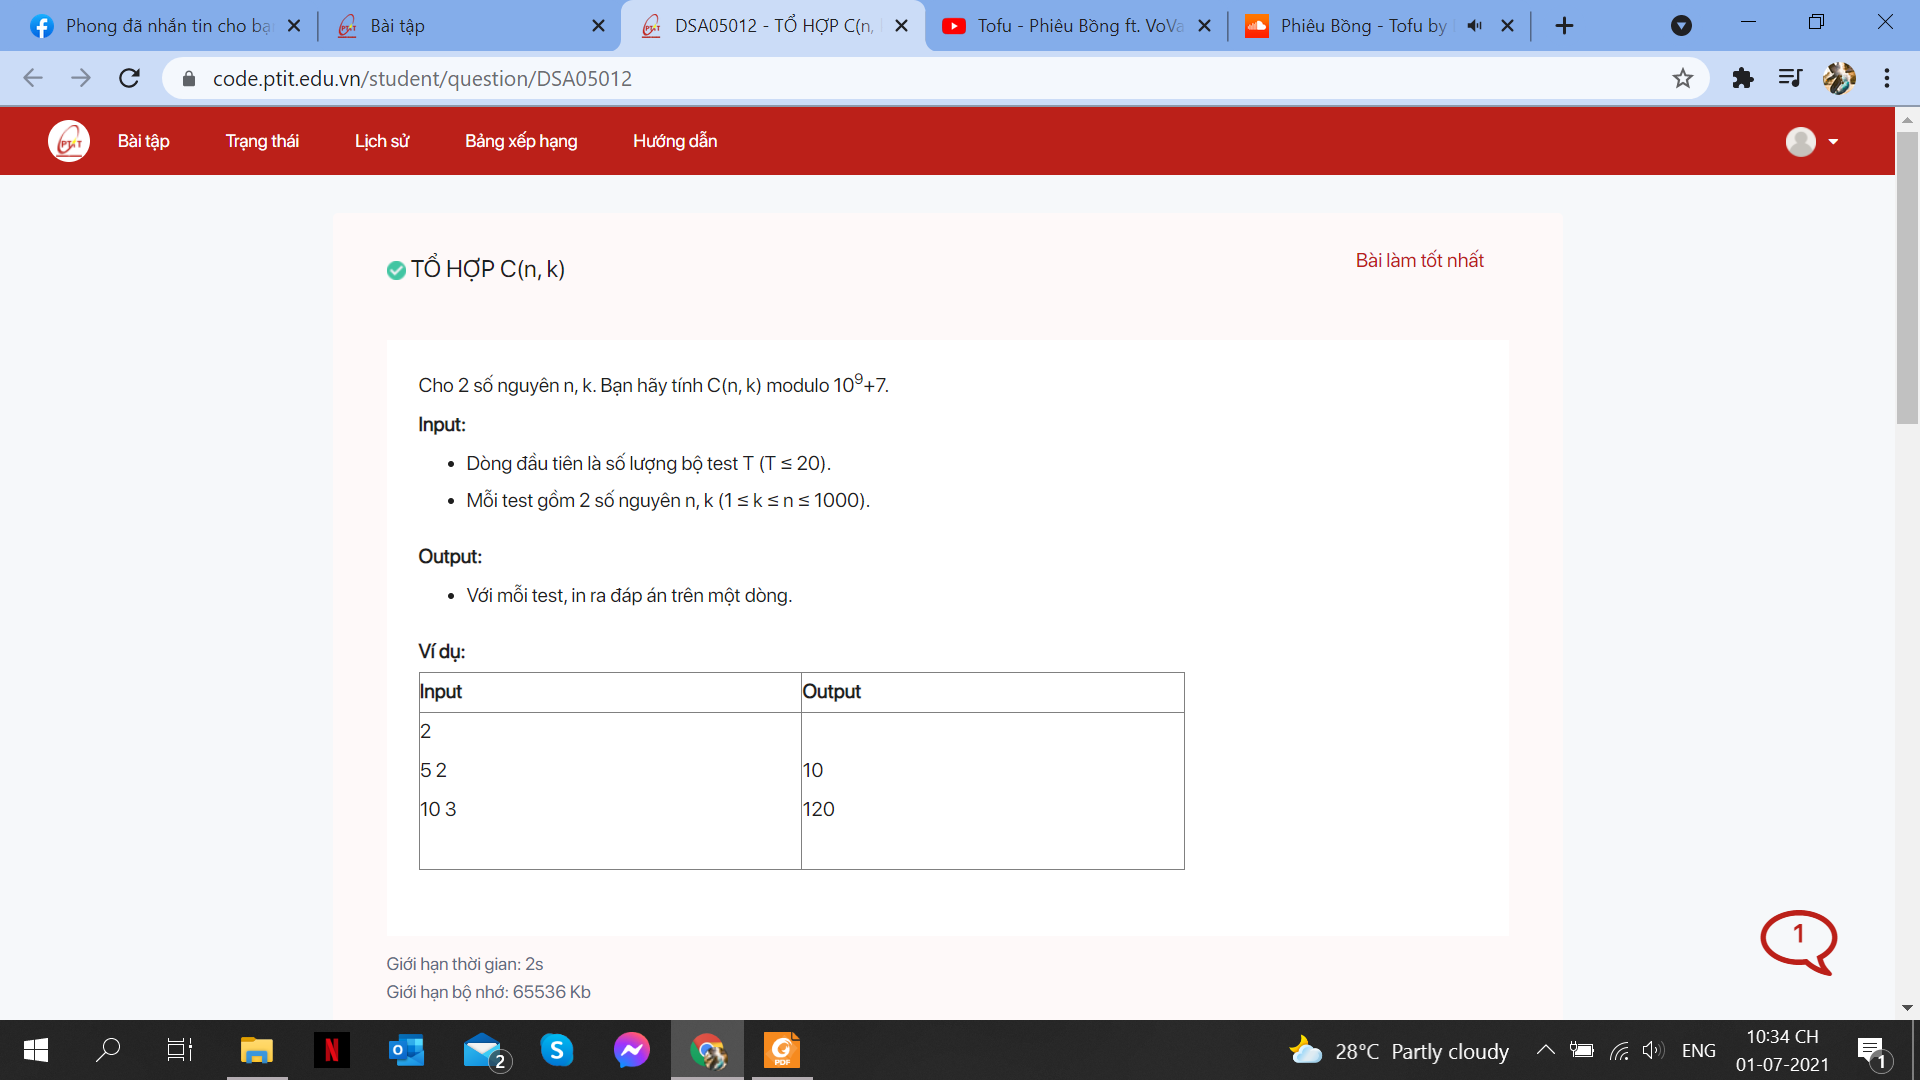 Phong đã nhắn tin cho bạ
Bài tập
DSA05012 - TỔ HỢP C(n,
Tofu - Phiêu Bồng ft. VoVa
Phiêu Bồng - Tofu by
code.ptit.edu.vn/student/question/DSA05012
PTIT
Bài tập
Trạng thái
Lịch sử
Bảng xếp hạng
Hướng dẫn
TỔ HỢP C(n, k)
Bài làm tốt nhất
Cho 2 số nguyên n, k. Bạn hãy tính C(n, k) modulo 10⁹+7.
Input:
Dòng đầu tiên là số lượng bộ test T (T ≤ 20).
Mỗi test gồm 2 số nguyên n, k (1 ≤ k ≤ n ≤ 1000).
Output:
Với mỗi test, in ra đáp án trên một dòng.
Ví dụ:
Input Output
2
5 2 10
10 3 120
1
Giới hạn thời gian: 2s
Giới hạn bộ nhớ: 65536 Kb
2
PDF
28°C Partly cloudy
ENG
10:34 CH
01-07-2021
1